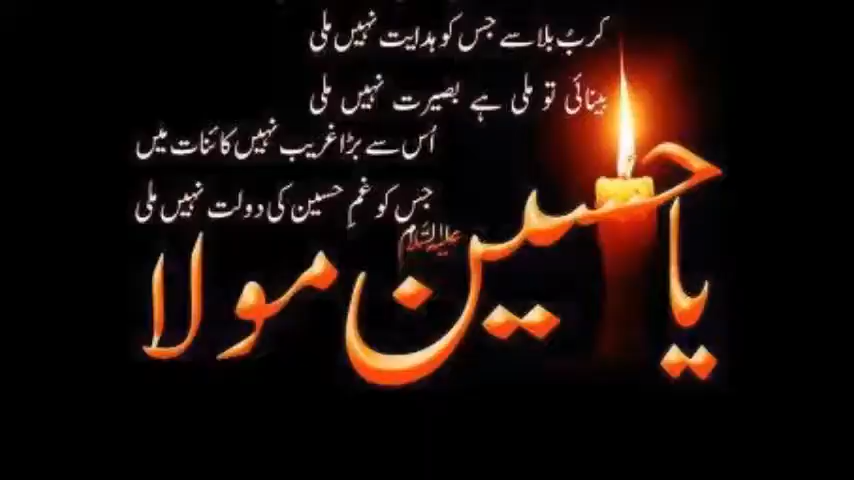 کرب بلا سے جس کو ہدایت نہیں ملی
بینائی تو ملی ہے بصیرت نہیں ملی
اُس سے بڑا غریب نہیں کائنات میں
جس کو غمِ حسین کی دولت نہیں ملی
یا حسین علیہ السلام مولا